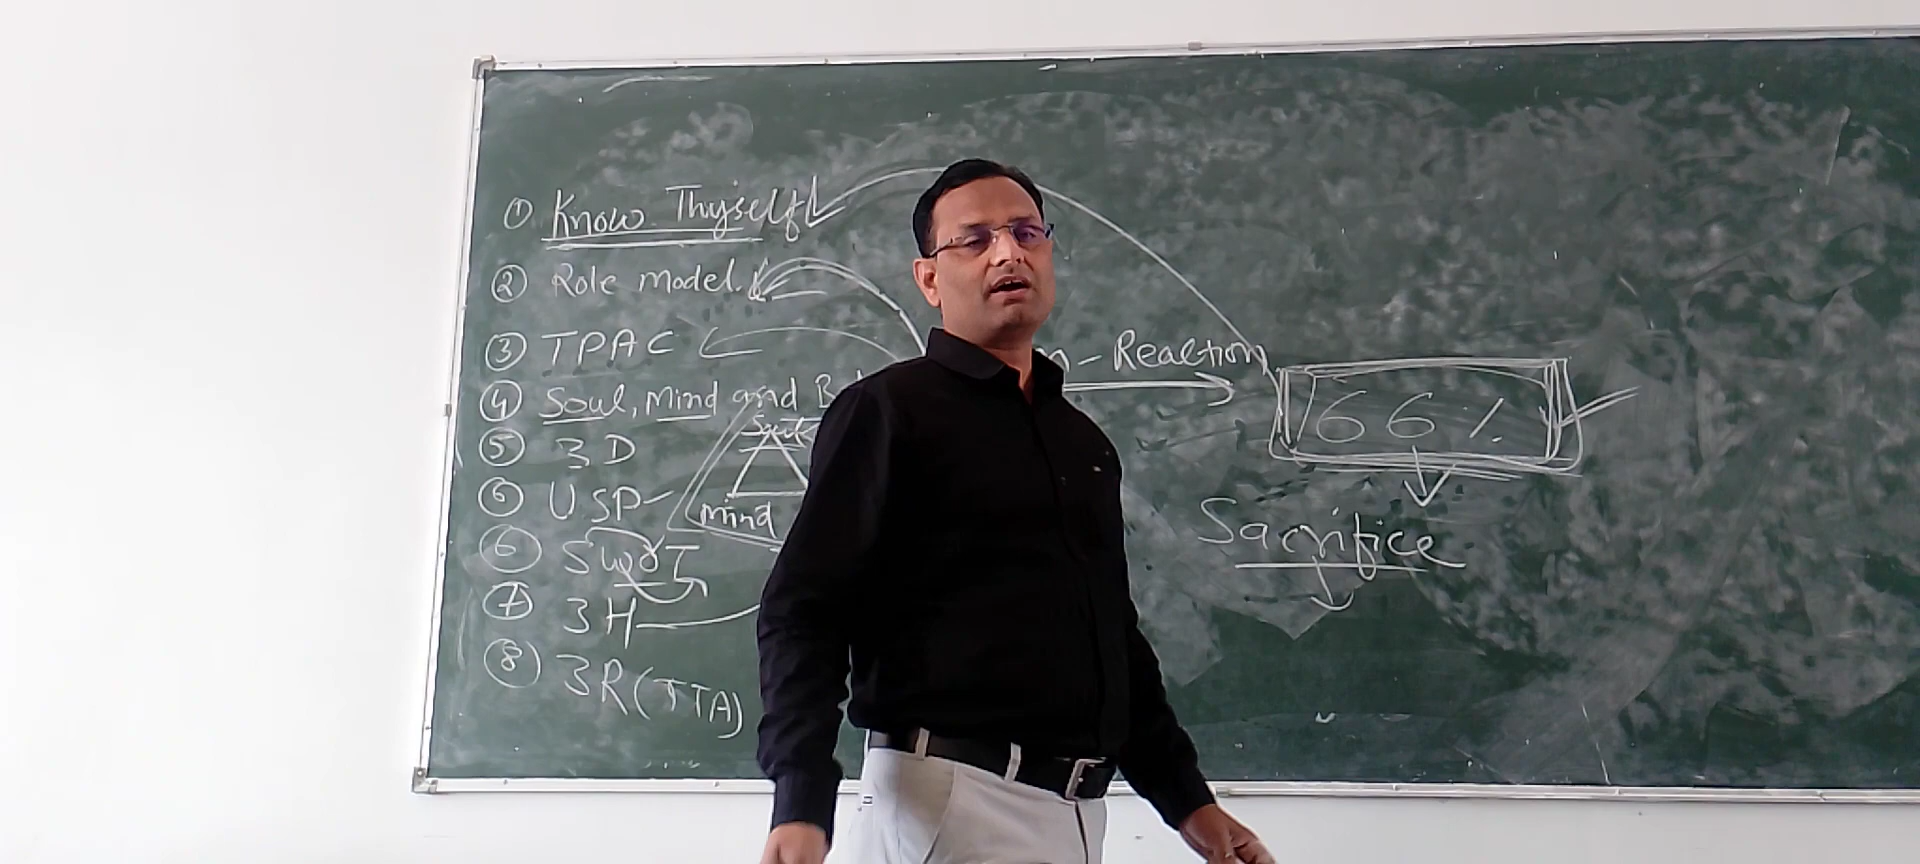 ① Know Thyself
② Role model.
③ TPAC
④ Soul, Mind and
Soul
Mind
⑤ 3D
⑥ USP
⑥ SWOT
⑦ 3H
⑧ 3R (TTA)
- Reaction
66%
Sacrifice